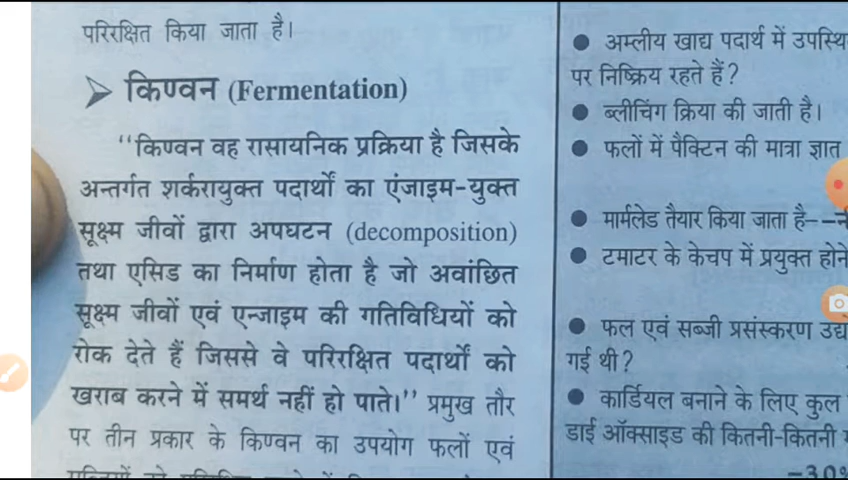 परिरक्षित किया जाता है।
किण्वन (Fermentation)
‘‘किण्वन वह रासायनिक प्रक्रिया है जिसके
अन्तर्गत शर्करायुक्त पदार्थों का एंजाइम-युक्त
सूक्ष्म जीवों द्वारा अपघटन (decomposition)
तथा एसिड का निर्माण होता है जो अवांछित
सूक्ष्म जीवों एवं एन्जाइम की गतिविधियों को
रोक देते हैं जिससे वे परिरक्षित पदार्थों को
खराब करने में समर्थ नहीं हो पाते।’’ प्रमुख तौर
पर तीन प्रकार के किण्वन का उपयोग फलों एवं
● अम्लीय खाद्य पदार्थ में
पर निष्क्रिय रहते हैं?
● ब्लीचिंग क्रिया की जाती है।
● फलों में पैक्टिन की मात्रा ज्ञात
● मार्मलेड तैयार किया जाता है–
● टमाटर के केचप में प्रयुक्त होने
● फल एवं सब्जी प्रसंस्करण
गई थी?
● कार्डियल बनाने के लिए कुल
डाई ऑक्साइड की कितनी-कितनी